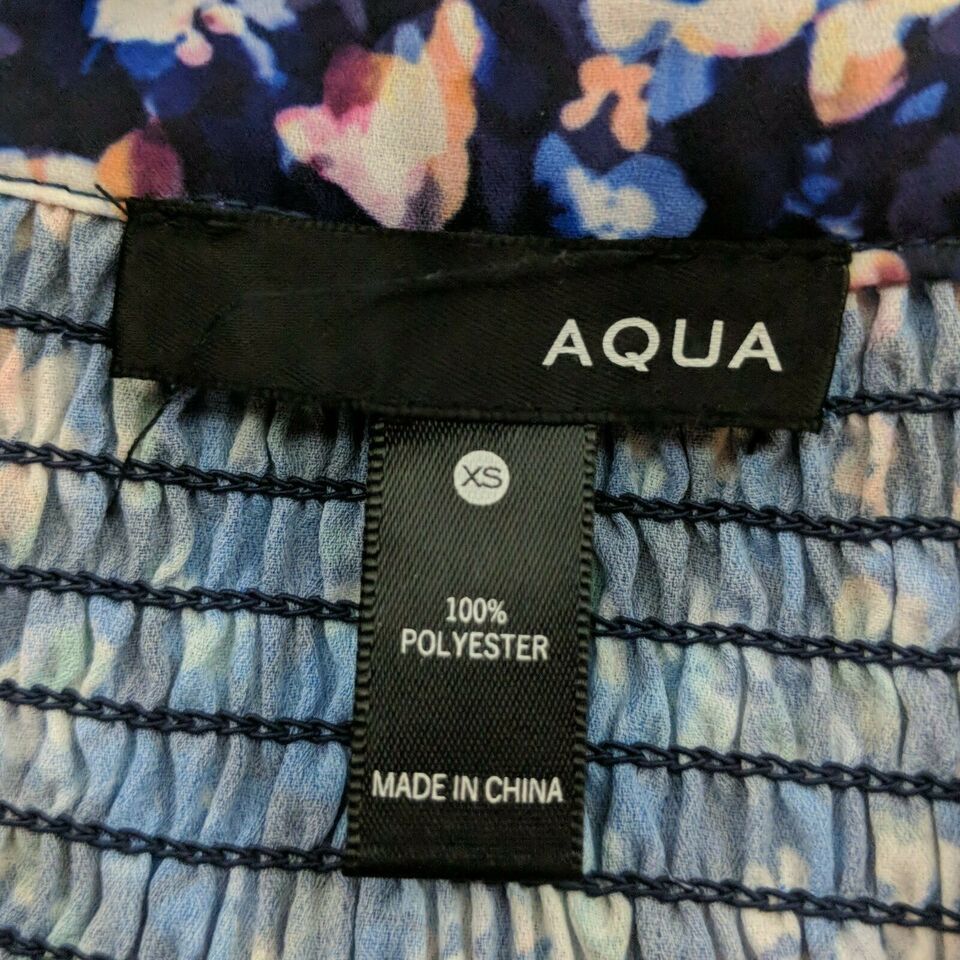 AQUA
XS
100%
POLYESTER
MADE IN CHINA